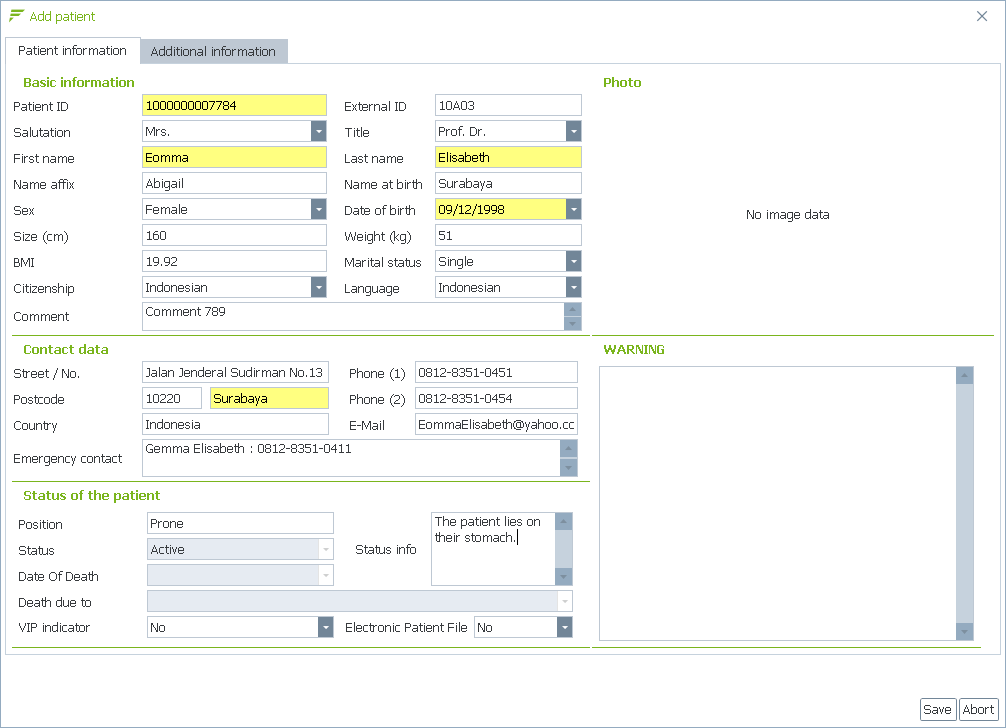 Add patient
Patient information Additional information
Basic information
Patient ID 1000000007784 External ID 10A03
Salutation Mrs. Title Prof. Dr.
First name Eomma Last name Elisabeth
Name affix Abigail Name at birth Surabaya
Sex Female Date of birth 09/12/1998
Size (cm) 160 Weight (kg) 51
BMI 19.92 Marital status Single
Citizenship Indonesian Language Indonesian
Comment Comment 789
Photo
No image data
Contact data
Street / No. Jalan Jenderal Sudirman No.13 Phone (1) 0812-8351-0451
Postcode 10220 Surabaya Phone (2) 0812-8351-0454
Country Indonesia E-Mail EommaElisabeth@yahoo.cc
Emergency contact Gemma Elisabeth : 0812-8351-0411
WARNING
Status of the patient
Position Prone
Status Active Status info The patient lies on
their stomach.
Date Of Death
Death due to
VIP indicator No Electronic Patient File No
Save Abort